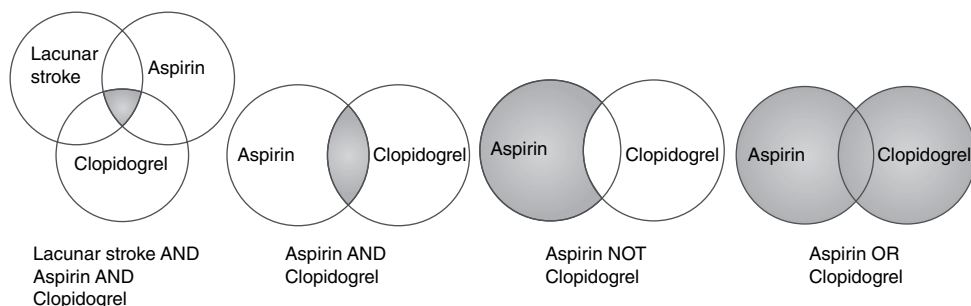 Lacunar
stroke
Aspirin
Clopidogrel
Lacunar stroke AND
Aspirin AND
Clopidogrel
Aspirin
Clopidogrel
Aspirin AND
Clopidogrel
Aspirin
Clopidogrel
Aspirin NOT
Clopidogrel
Aspirin
Clopidogrel
Aspirin OR
Clopidogrel